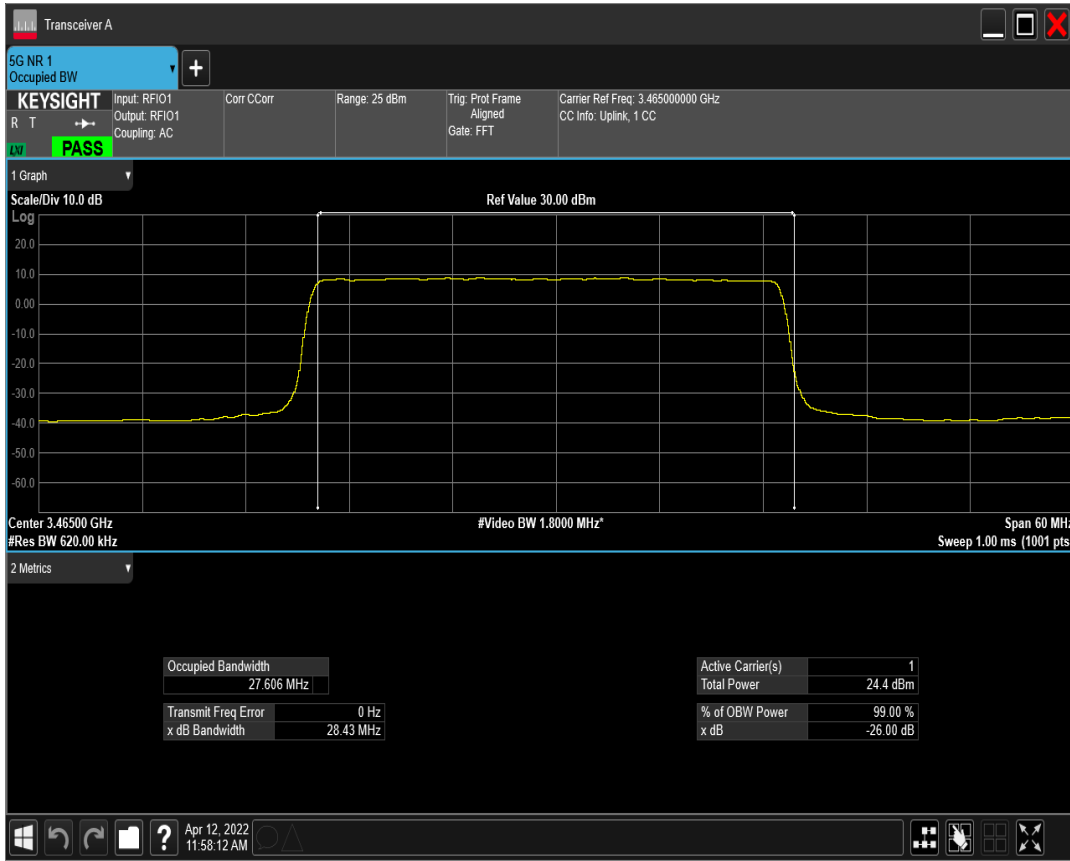 Transceiver A
5G NR 1
Occupied BW
KEYSIGHT
R T
LXI
PASS
Input: RFIO1
Output: RFIO1
Coupling: AC
Corr CCorr
Range: 25 dBm
Trig: Prot Frame
Aligned
Gate: FFT
Carrier Ref Freq: 3.465000000 GHz
CC Info: Uplink, 1 CC
1 Graph
Scale/Div 10.0 dB
Ref Value 30.00 dBm
Log
20.0
10.0
0.00
-10.0
-20.0
-30.0
-40.0
-50.0
-60.0
Center 3.46500 GHz
#Video BW 1.8000 MHz*
Span 60 MHz
#Res BW 620.00 kHz
Sweep 1.00 ms (1001 pts
2 Metrics
Occupied Bandwidth
27.606 MHz
Transmit Freq Error 0 Hz
x dB Bandwidth 28.43 MHz
Active Carrier(s) 1
Total Power 24.4 dBm
% of OBW Power 99.00 %
x dB -26.00 dB
Apr 12, 2022
11:58:12 AM